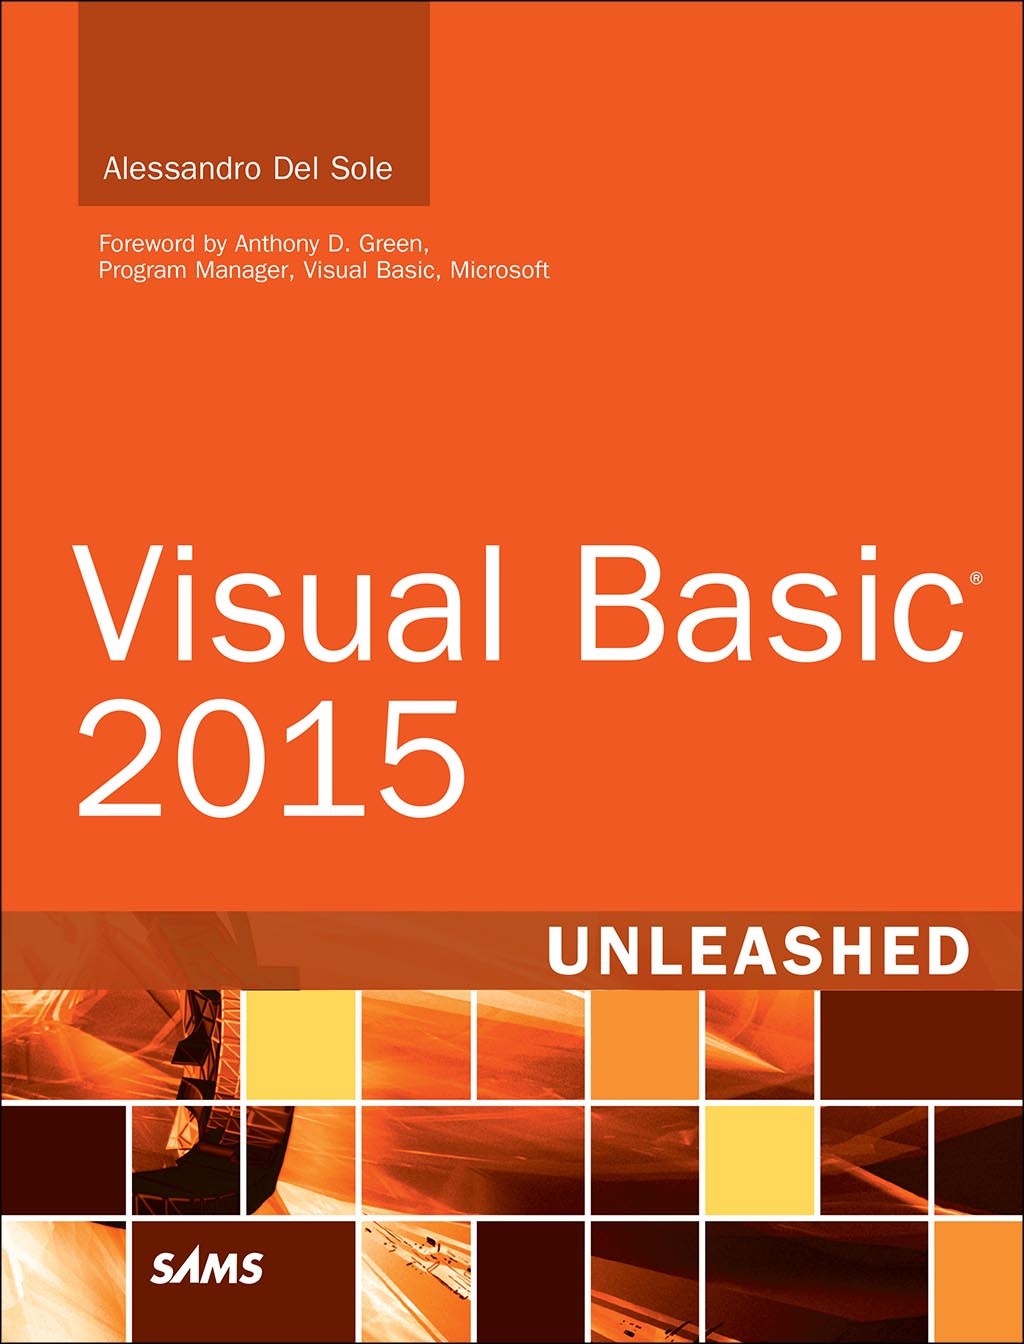 Alessandro Del Sole
Foreword by Anthony D. Green,
Program Manager, Visual Basic, Microsoft
Visual Basic®
2015
UNLEASHED
SAMS